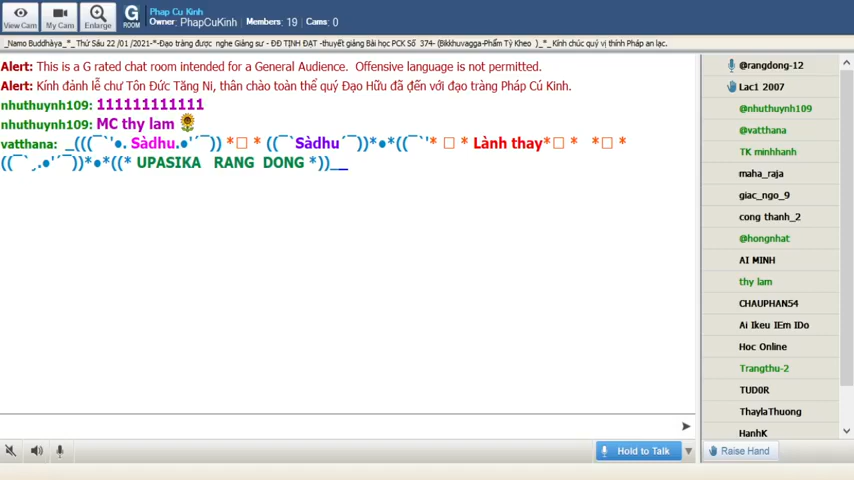 View Cam
My Cam
Enlarge
G
ROOM
Phap Cu Kinh
Owner: PhapCuKinh   Members: 19   Cams: 0
_Namo Buddhàya_*_ Thứ Sáu 22 /01 /2021-*-Đạo tràng được nghe Giảng sư - ĐĐ TỊNH ĐẠT -thuyết giảng Bài học PCK Số 374- (Bikkhuvagga-Phẩm Tỳ Kheo )_*_ Kính chúc quý vị thính Pháp an lạc.
Alert: This is a G rated chat room intended for a General Audience. Offensive language is not permitted.
Alert: Kính đảnh lễ chư Tôn Đức Tăng Ni, thân chào toàn thể quý Đạo Hữu đã đến với đạo tràng Pháp Cú Kinh.
nhuthuynh109: 111111111111
nhuthuynh109: MC thy lam 🌻
vatthana: _(((¯`'●. Sàdhu.●'´¯)) *□ * ((¯`Sàdhu´¯))*●*((¯`'* □ * Lành thay*□ * *□ *
((¯`¸.●'´¯))*●*((* UPASIKA RANG DONG *))__
@rangdong-12
Lac1 2007
@nhuthuynh109
@vatthana
TK minhhanh
maha_raja
giac_ngo_9
cong thanh_2
@hongnhat
AI MINH
thy lam
CHAUPHAN54
Ai Ikeu IEm IDo
Hoc Online
Trangthu-2
TUD0R
ThaylaThuong
HanhK
Hold to Talk
Raise Hand